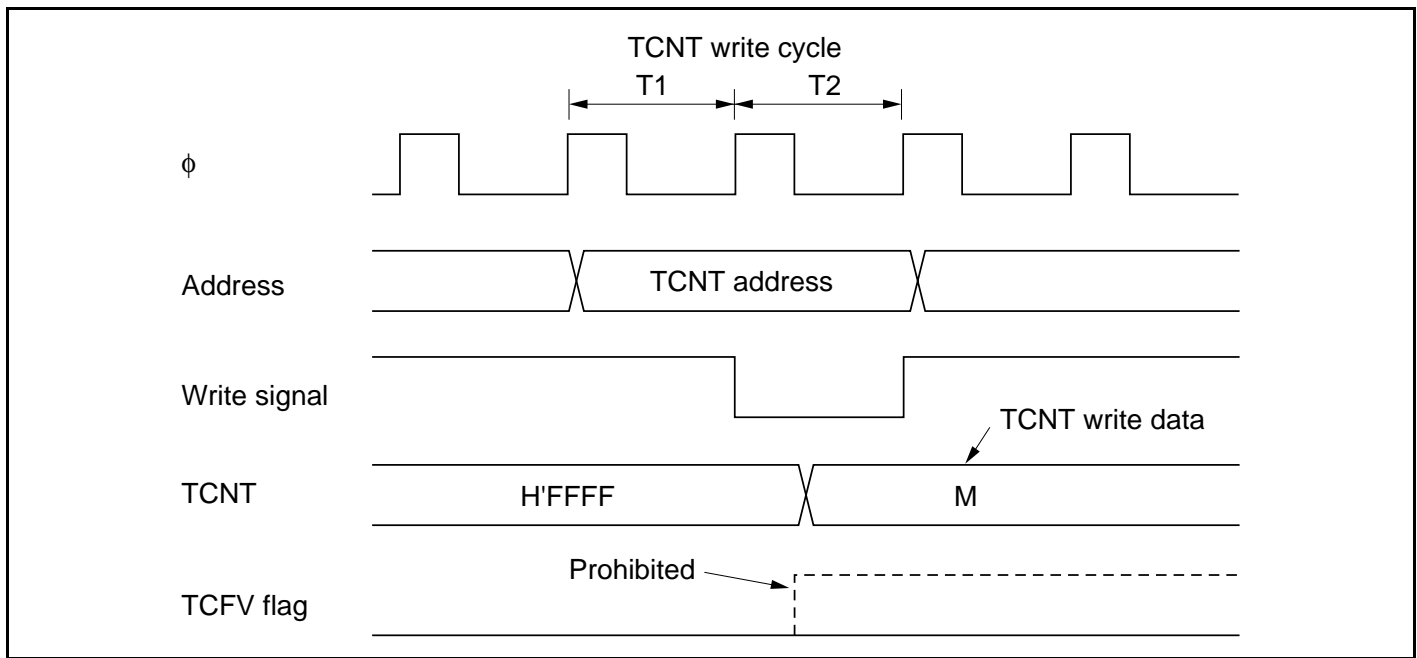 TCNT write cycle
T1 T2
ϕ
Address
TCNT address
Write signal
TCNT write data
TCNT
H'FFFF
M
Prohibited
TCFV flag